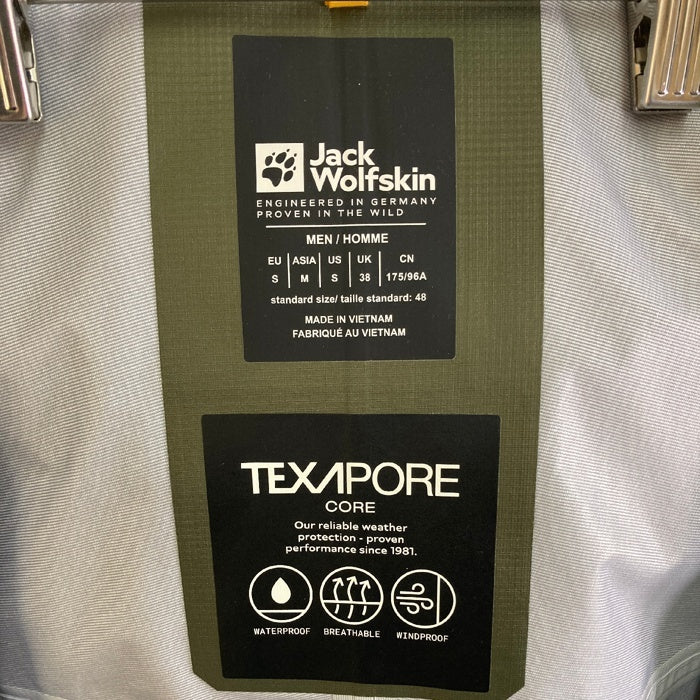 Jack
Wolfskin
ENGINEERED IN GERMANY
PROVEN IN THE WILD
MEN / HOMME
EU ASIA US UK CN
S M S 38 175/96A
standard size/ taille standard: 48
MADE IN VIETNAM
FABRIQUÉ AU VIETNAM
TEXAPORE
CORE
Our reliable weather
protection - proven
performance since 1981.
WATERPROOF BREATHABLE WINDPROOF